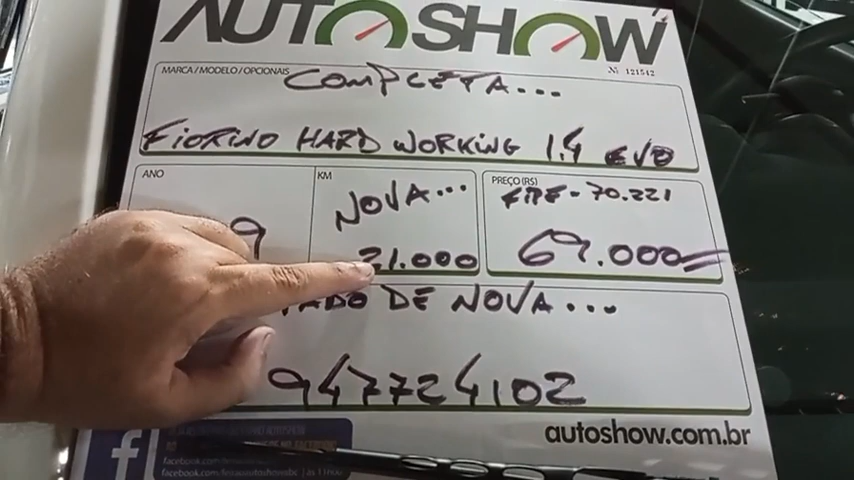 AUTOSHOW
Nº 121542
MARCA / MODELO / OPCIONAIS
COMPLETA...
FIORINO HARD WORKING 1.4 EVO
ANO
KM
PREÇO (R$)
NOVA...
FIPE - 70.221
9
21.000
69.000
DE NOVA...
947724102
autoshow.com.br
f